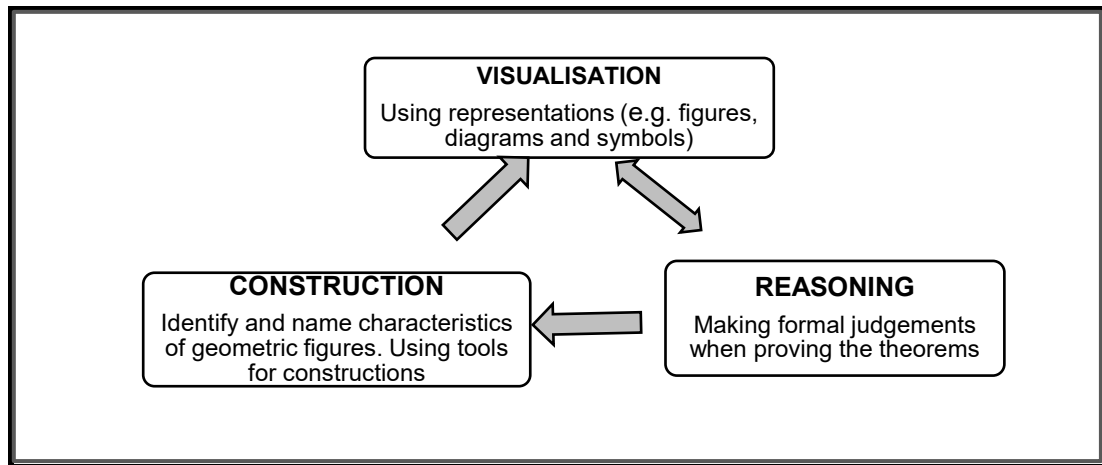 VISUALISATION
Using representations (e.g. figures,
diagrams and symbols)
CONSTRUCTION
Identify and name characteristics
of geometric figures. Using tools
for constructions
REASONING
Making formal judgements
when proving the theorems